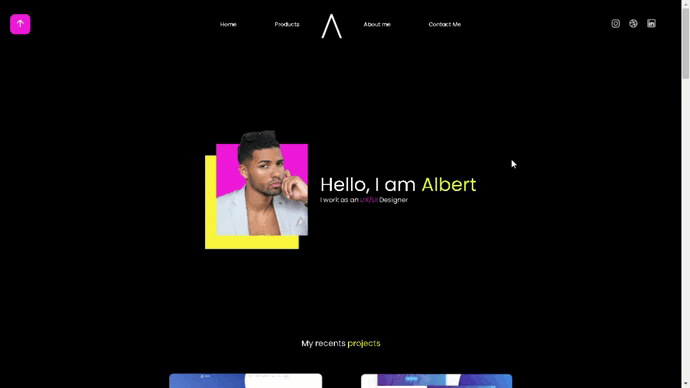 Home Products About me Contact Me
Hello, I am Albert
I work as an UX/UI Designer
My recents projects